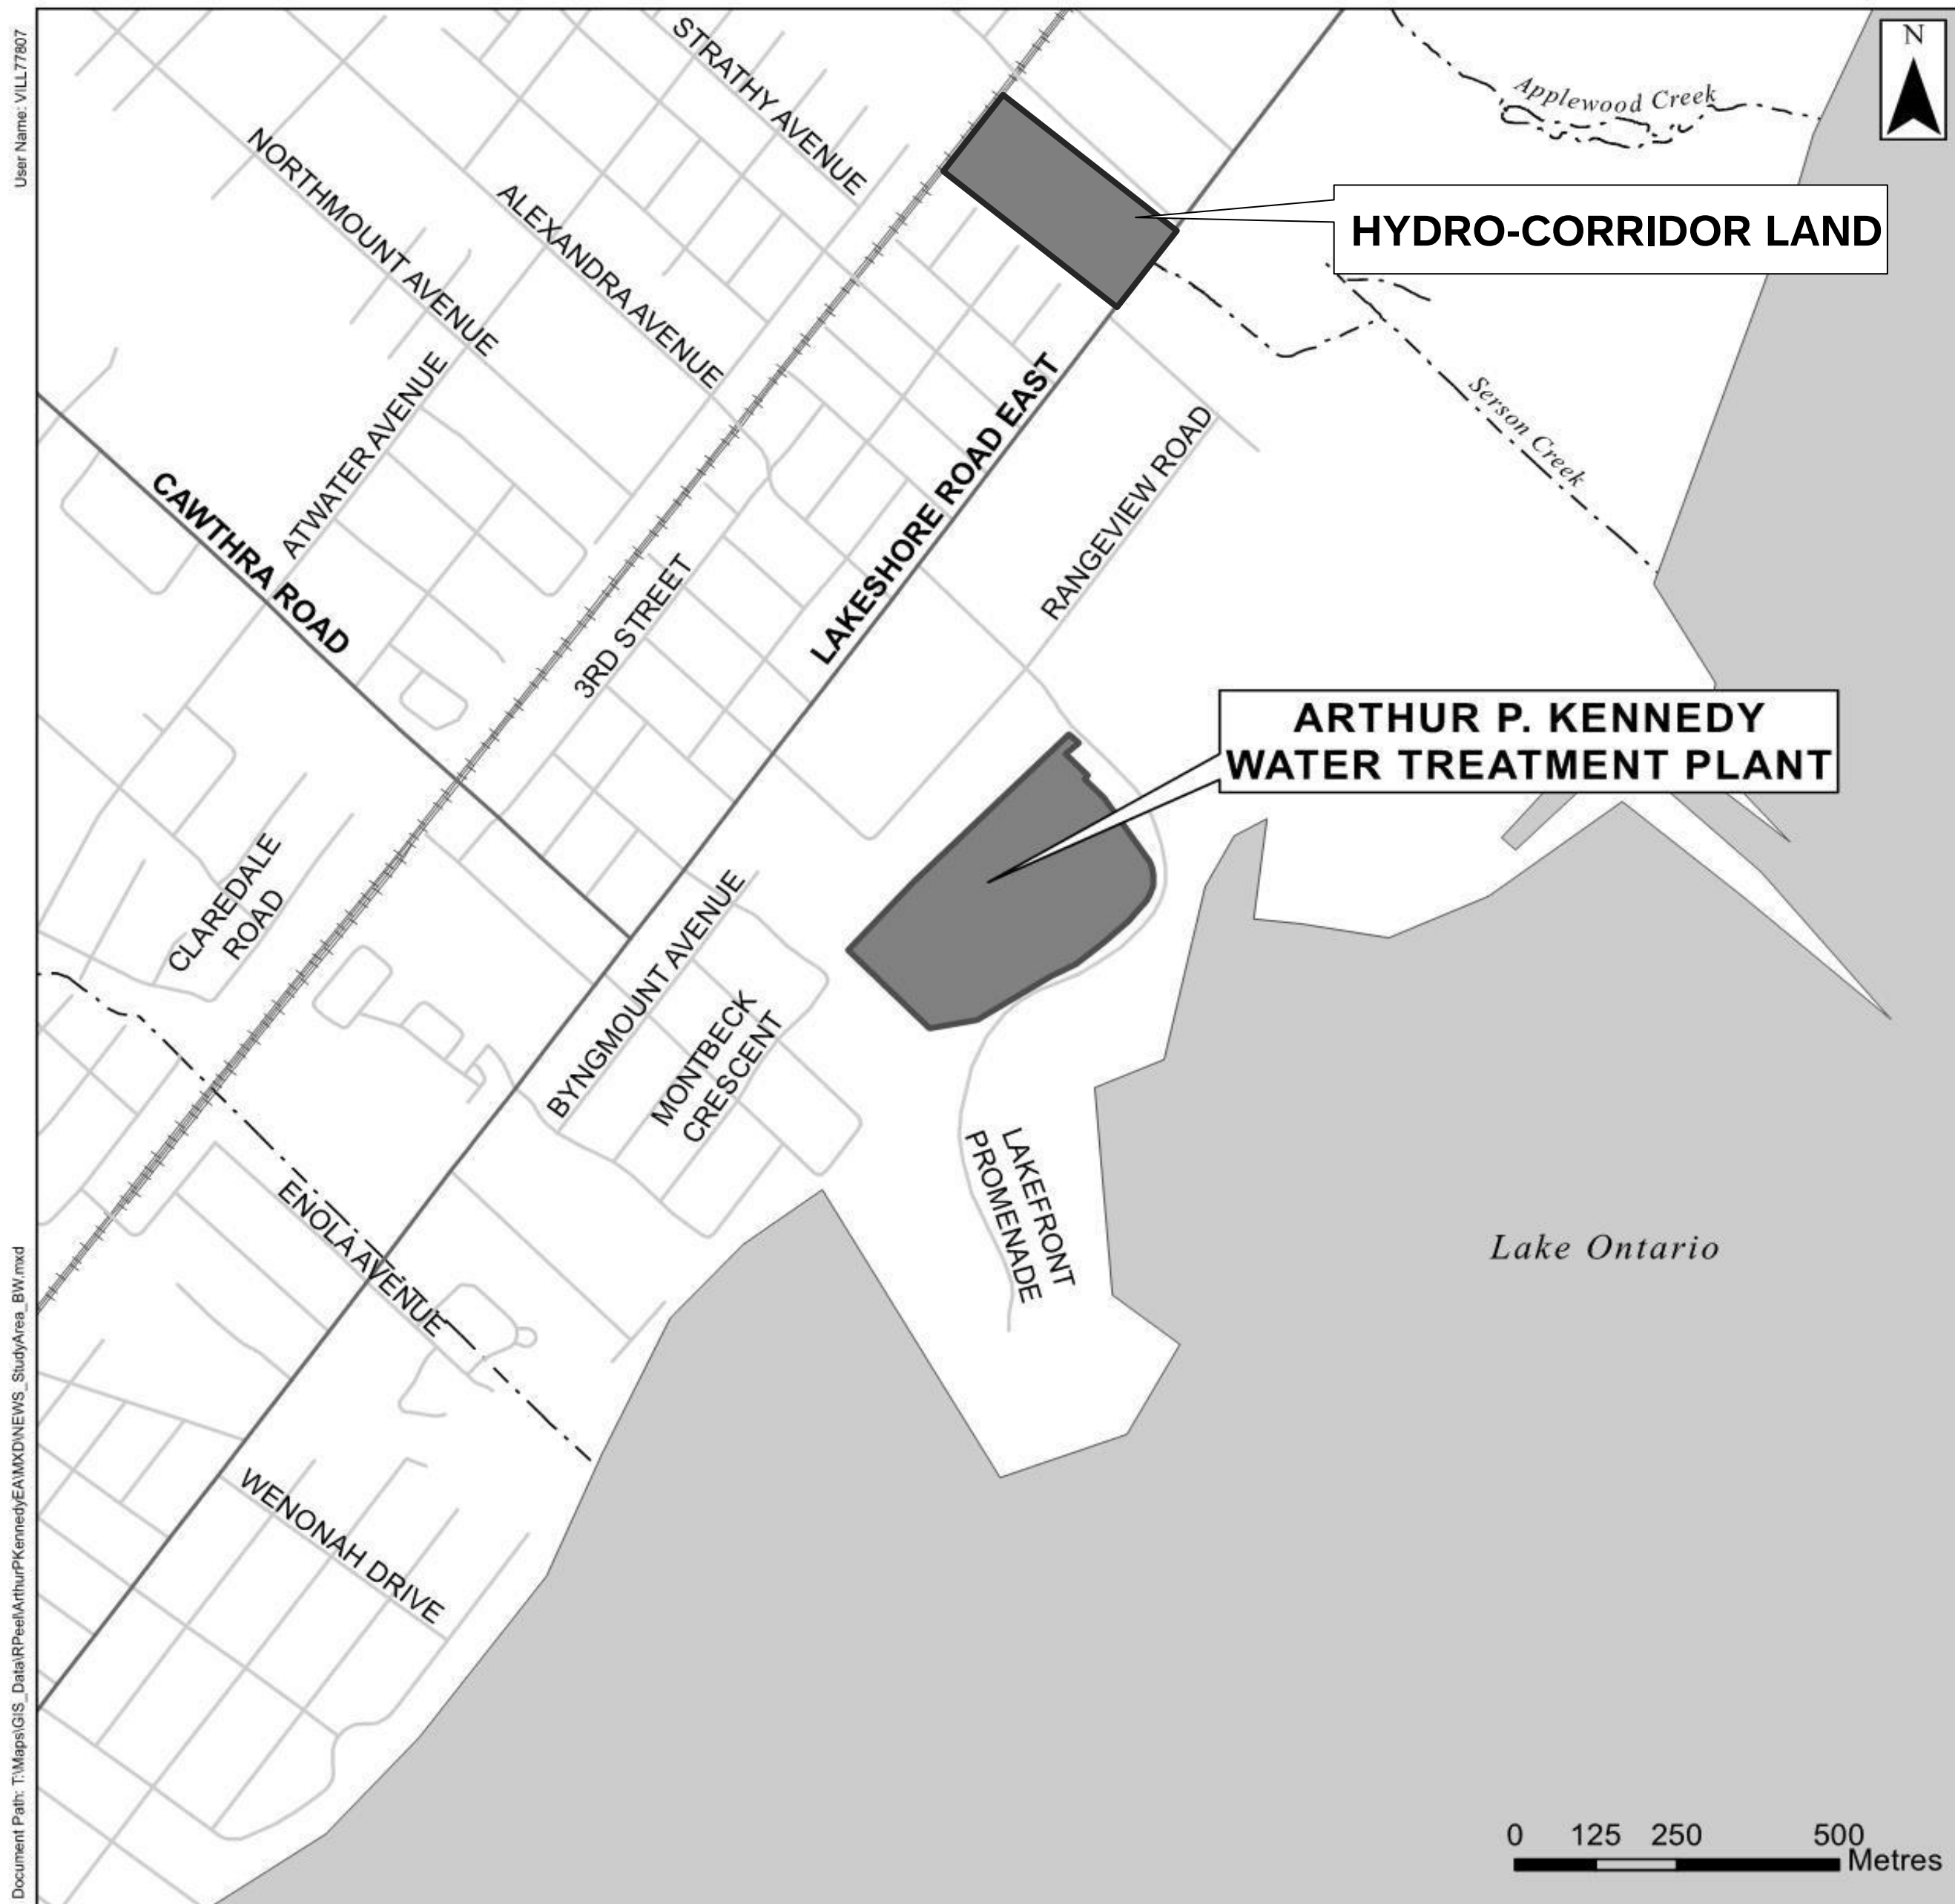 User Name: VILL77807
N
STRATHY AVENUE
Applewood Creek
NORTHMOUNT AVENUE
ALEXANDRA AVENUE
HYDRO-CORRIDOR LAND
ATWATER AVENUE
LAKESHORE ROAD EAST
Serson Creek
RANGEVIEW ROAD
CAWTHRA ROAD
3RD STREET
ARTHUR P. KENNEDY
WATER TREATMENT PLANT
CLAREDALE
ROAD
BYNGMOUNT AVENUE
MONTBECK
CRESCENT
LAKEFRONT
PROMENADE
ENOLA AVENUE
Lake Ontario
WENONAH DRIVE
Document Path: T:\Maps\GIS_Data\RPeel\ArthurPKennedyEA\MXD\NEWS_StudyArea_BW.mxd
0 125 250 500
Metres